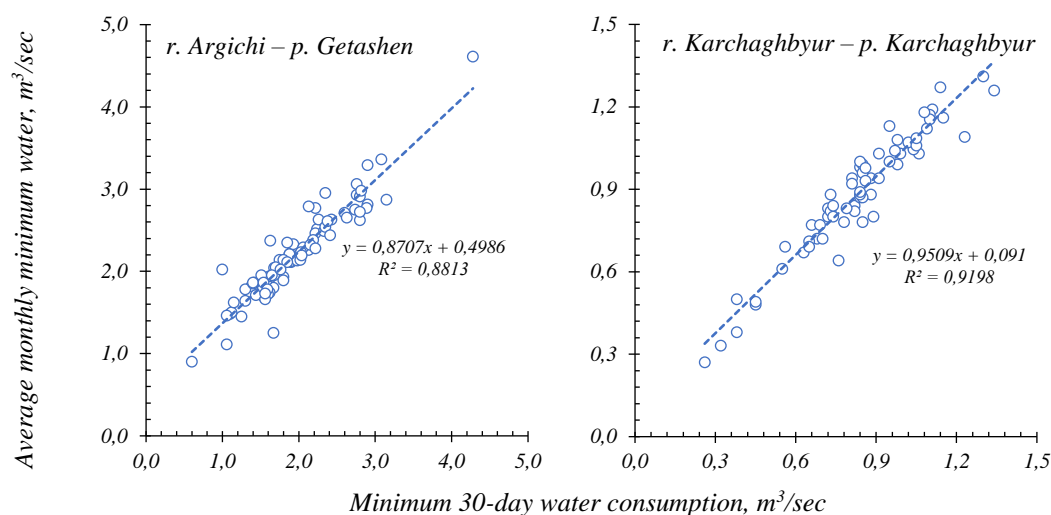 Average monthly minimum water, m³/sec
5,0
4,0
3,0
2,0
1,0
0,0
r. Argichi – p. Getashen
y = 0,8707x + 0,4986
R² = 0,8813
0,0 1,0 2,0 3,0 4,0 5,0
1,5
1,2
0,9
0,6
0,3
0,0
r. Karchaghbyur – p. Karchaghbyur
y = 0,9509x + 0,091
R² = 0,9198
0,0 0,3 0,6 0,9 1,2 1,5
Minimum 30-day water consumption, m³/sec